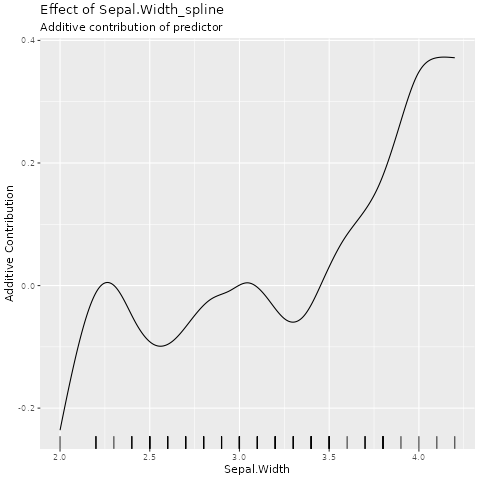 Effect of Sepal.Width_spline
Additive contribution of predictor
0.4
0.2
0.0
-0.2
Additive Contribution
2.0 2.5 3.0 3.5 4.0
Sepal.Width